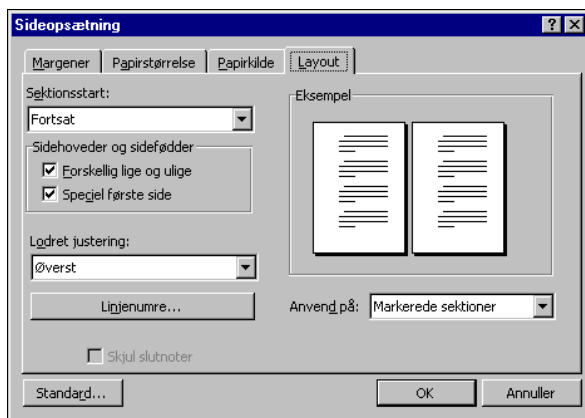 Sideopsætning
Margener Papirstørrelse Papirkilde Layout
Sektionsstart:
Fortsat
Sidehoveder og sidefødder
Forskellig lige og ulige
Speciel første side
Lodret justering:
Øverst
Linjenumre...
Skjul slutnoter
Eksempel
Anvend på: Markerede sektioner
Standard... OK Annuller